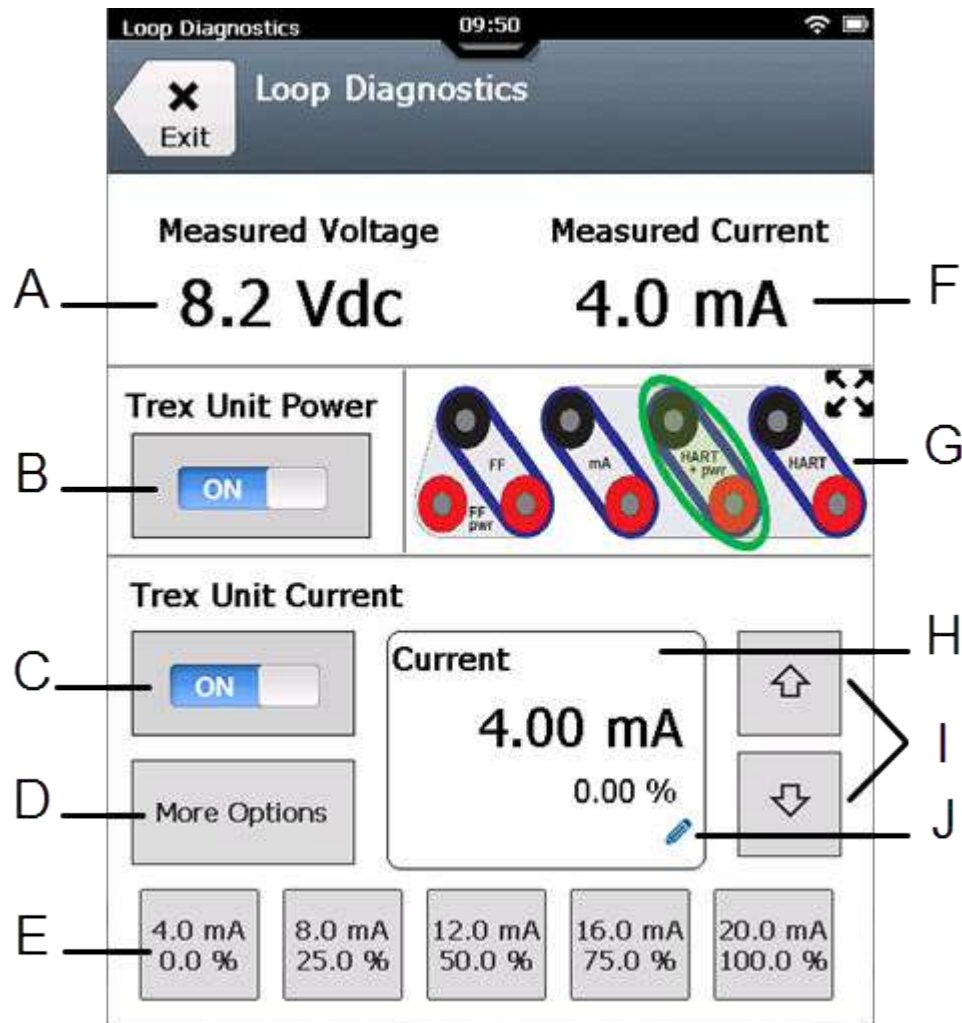 Loop Diagnostics 09:50
Loop Diagnostics
Exit
Measured Voltage Measured Current
A 8.2 Vdc 4.0 mA F
Trex Unit Power
B ON
FF mA HART + pwr HART G
FF pwr
Trex Unit Current
C ON
Current H
4.00 mA
0.00 %
I
D More Options
J
E
4.0 mA 8.0 mA 12.0 mA 16.0 mA 20.0 mA
0.0 % 25.0 % 50.0 % 75.0 % 100.0 %